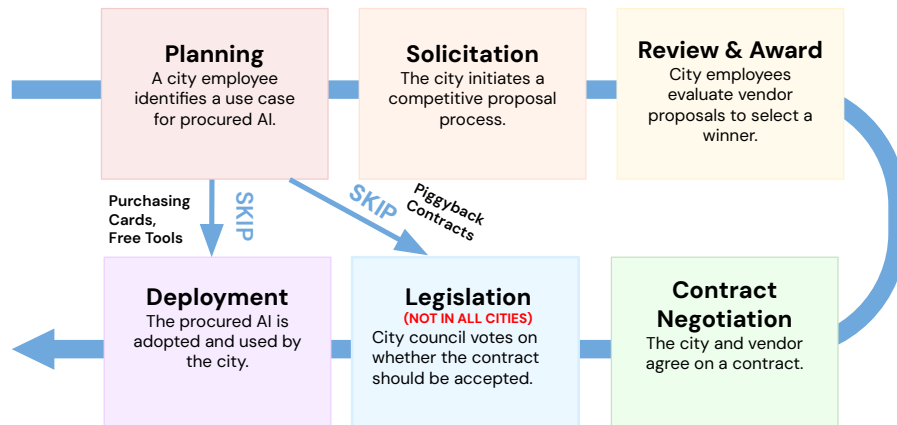 Planning
A city employee
identifies a use case
for procured AI.
Solicitation
The city initiates a
competitive proposal
process.
Review & Award
City employees
evaluate vendor
proposals to select a
winner.
Purchasing
Cards,
Free Tools
SKIP
SKIP
Piggyback
Contracts
Deployment
The procured AI is
adopted and used by
the city.
Legislation
(NOT IN ALL CITIES)
City council votes on
whether the contract
should be accepted.
Contract
Negotiation
The city and vendor
agree on a contract.